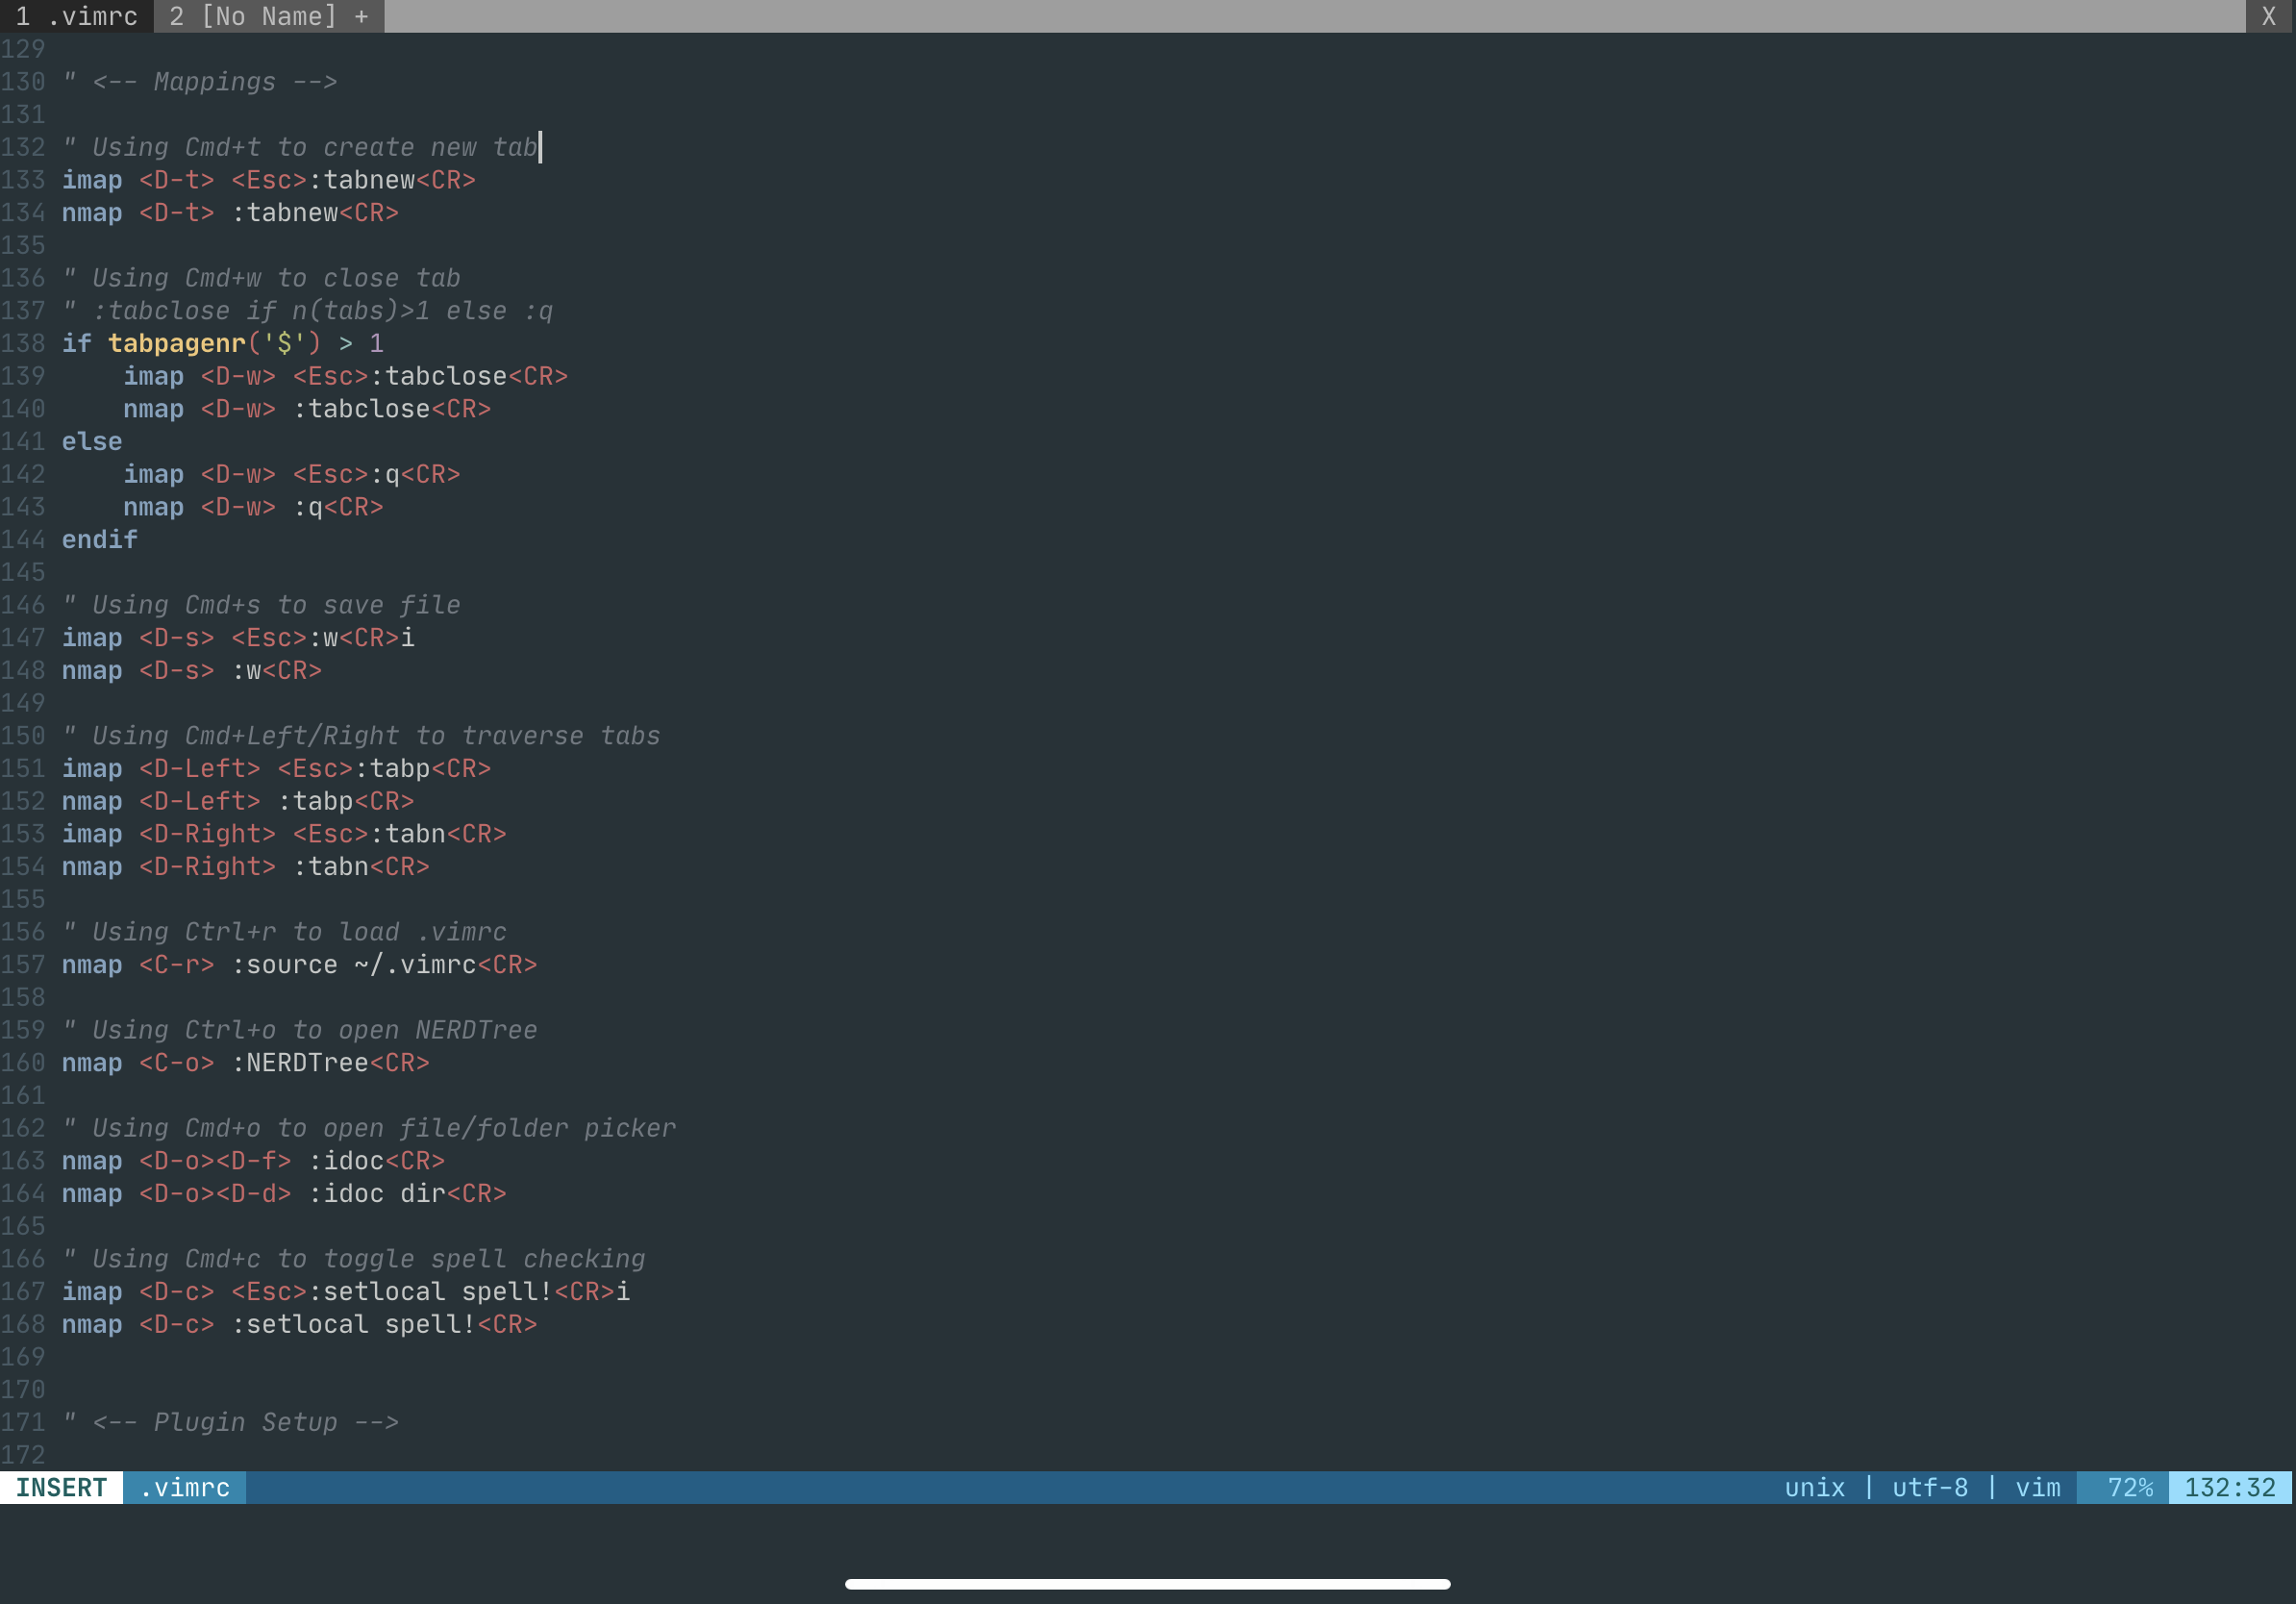 1 .vimrc 2 [No Name] + X
129
130 " <-- Mappings -->
131
132 " Using Cmd+t to create new tab
133 imap <D-t> <Esc>:tabnew<CR>
134 nmap <D-t> :tabnew<CR>
135
136 " Using Cmd+w to close tab
137 " :tabclose if n(tabs)>1 else :q
138 if tabpagenr('$') > 1
139     imap <D-w> <Esc>:tabclose<CR>
140     nmap <D-w> :tabclose<CR>
141 else
142     imap <D-w> <Esc>:q<CR>
143     nmap <D-w> :q<CR>
144 endif
145
146 " Using Cmd+s to save file
147 imap <D-s> <Esc>:w<CR>i
148 nmap <D-s> :w<CR>
149
150 " Using Cmd+Left/Right to traverse tabs
151 imap <D-Left> <Esc>:tabp<CR>
152 nmap <D-Left> :tabp<CR>
153 imap <D-Right> <Esc>:tabn<CR>
154 nmap <D-Right> :tabn<CR>
155
156 " Using Ctrl+r to load .vimrc
157 nmap <C-r> :source ~/.vimrc<CR>
158
159 " Using Ctrl+o to open NERDTree
160 nmap <C-o> :NERDTree<CR>
161
162 " Using Cmd+o to open file/folder picker
163 nmap <D-o><D-f> :idoc<CR>
164 nmap <D-o><D-d> :idoc dir<CR>
165
166 " Using Cmd+c to toggle spell checking
167 imap <D-c> <Esc>:setlocal spell!<CR>i
168 nmap <D-c> :setlocal spell!<CR>
169
170
171 " <-- Plugin Setup -->
172
INSERT .vimrc unix | utf-8 | vim 72% 132:32